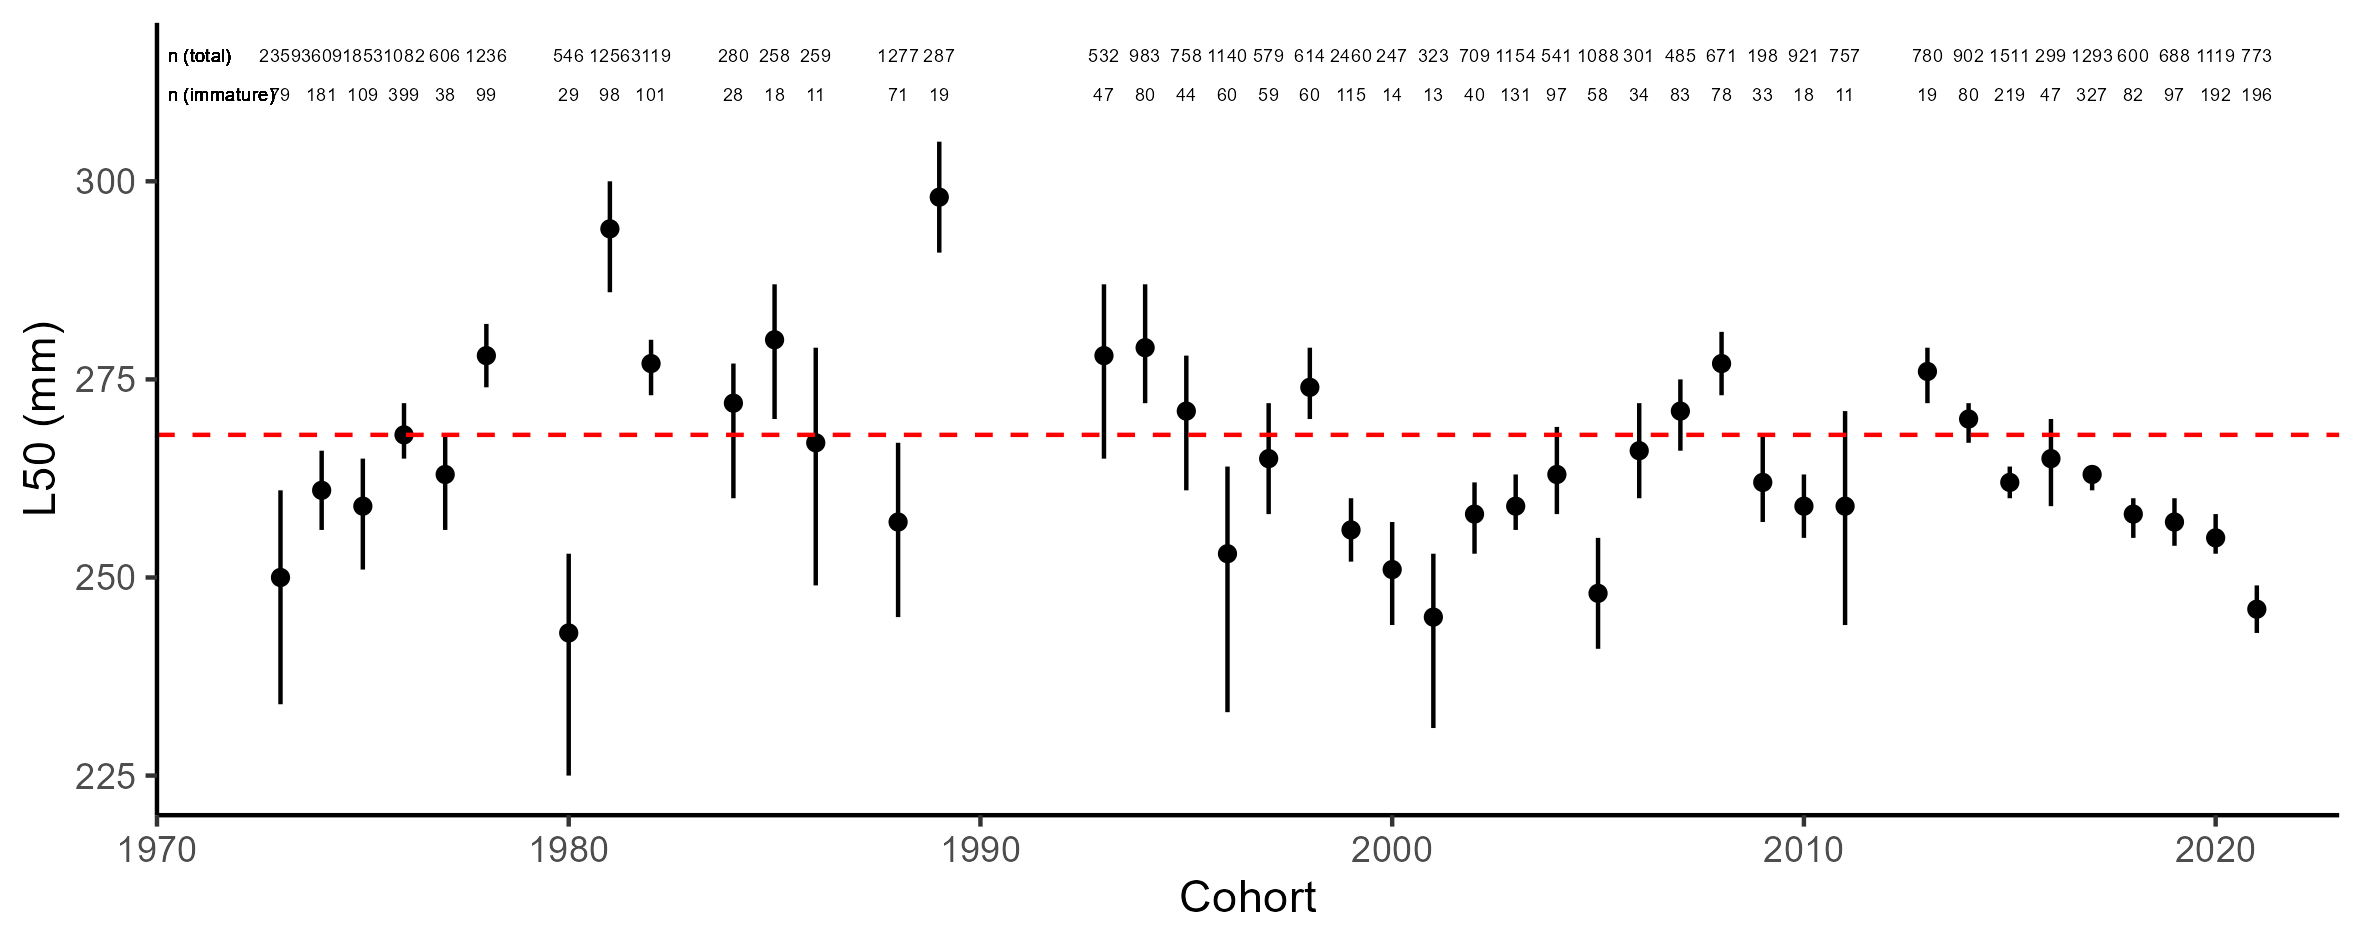 n (total) 2359 3609 1853 1082 606 1236 546 1256 3119 280 258 259 1277 287 532 983 758 1140 579 614 2460 247 323 709 1154 541 1088 301 485 671 198 921 757 780 902 1511 299 1293 600 688 1119 773
n (immature) 79 181 109 399 38 99 29 98 101 28 18 11 71 19 47 80 44 60 59 60 115 14 13 40 131 97 58 34 83 78 33 18 11 19 80 219 47 327 82 97 192 196
300
275
250
225
L50 (mm)
1970 1980 1990 2000 2010 2020
Cohort